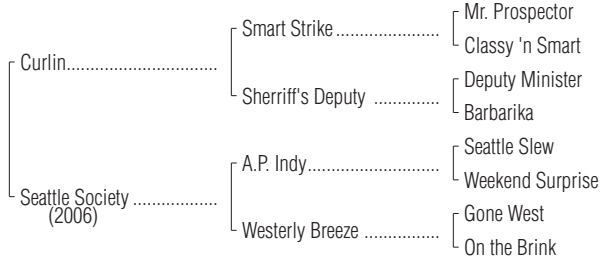 Mr. Prospector
Smart Strike
Classy 'n Smart
Curlin
Deputy Minister
Sherriff's Deputy
Barbarika
Seattle Slew
A.P. Indy
Weekend Surprise
Seattle Society
(2006)
Gone West
Westerly Breeze
On the Brink